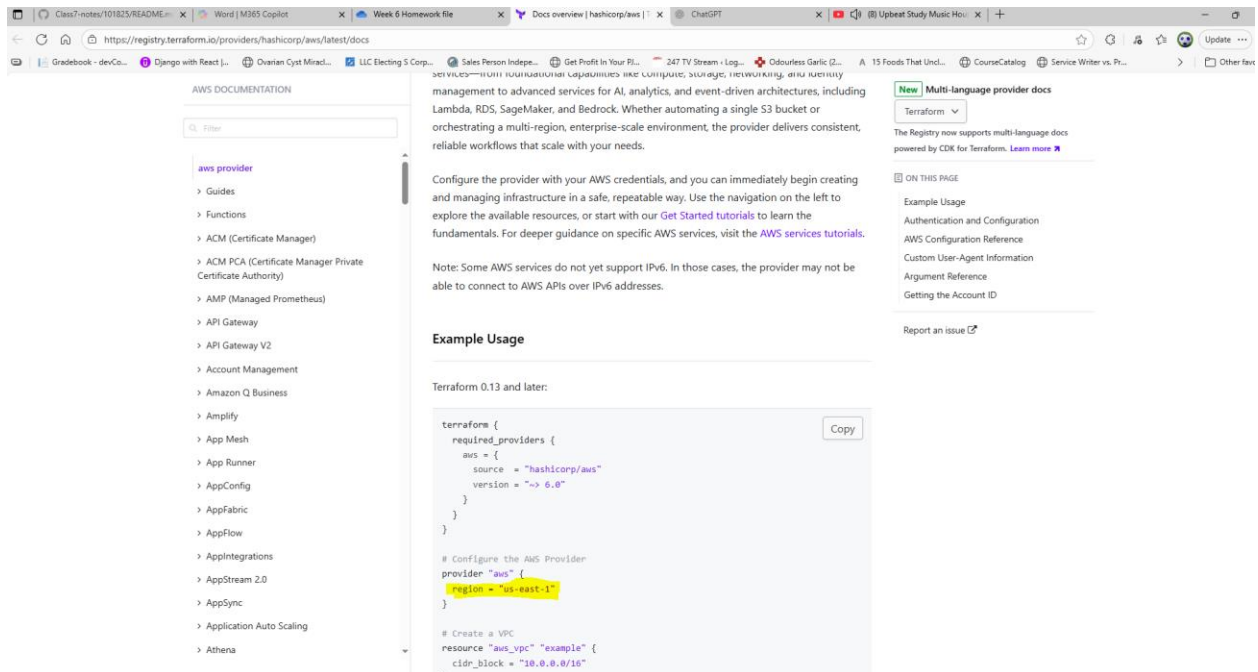 Class7-notes/101825/README.m
Word | M365 Copilot
Week 6 Homework file
Docs overview | hashicorp/aws | T
ChatGPT
(8) Upbeat Study Music Hou
https://registry.terraform.io/providers/hashicorp/aws/latest/docs
Update
Gradebook - devCo...
Django with React |...
Ovarian Cyst Miracl...
LLC Electing S Corp...
Sales Person Indepe...
Get Profit In Your PJ...
247 TV Stream ‹ Log...
Odourless Garlic (2...
15 Foods That Uncl...
CourseCatalog
Service Writer vs. Pr...
Other favo
AWS DOCUMENTATION
Filter
aws provider
> Guides
> Functions
> ACM (Certificate Manager)
> ACM PCA (Certificate Manager Private
Certificate Authority)
> AMP (Managed Prometheus)
> API Gateway
> API Gateway V2
> Account Management
> Amazon Q Business
> Amplify
> App Mesh
> App Runner
> AppConfig
> AppFabric
> AppFlow
> AppIntegrations
> AppStream 2.0
> AppSync
> Application Auto Scaling
> Athena
services—from foundational capabilities like compute, storage, networking, and identity
management to advanced services for AI, analytics, and event-driven architectures, including
Lambda, RDS, SageMaker, and Bedrock. Whether automating a single S3 bucket or
orchestrating a multi-region, enterprise-scale environment, the provider delivers consistent,
reliable workflows that scale with your needs.
Configure the provider with your AWS credentials, and you can immediately begin creating
and managing infrastructure in a safe, repeatable way. Use the navigation on the left to
explore the available resources, or start with our Get Started tutorials to learn the
fundamentals. For deeper guidance on specific AWS services, visit the AWS services tutorials.
Note: Some AWS services do not yet support IPv6. In those cases, the provider may not be
able to connect to AWS APIs over IPv6 addresses.
Example Usage
Terraform 0.13 and later:
Copy
terraform {
required_providers {
aws = {
source = "hashicorp/aws"
version = "~> 6.0"
}
}
}
# Configure the AWS Provider
provider "aws" {
region = "us-east-1"
}
# Create a VPC
resource "aws_vpc" "example" {
cidr_block = "10.0.0.0/16"
New Multi-language provider docs
Terraform
The Registry now supports multi-language docs
powered by CDK for Terraform. Learn more
ON THIS PAGE
Example Usage
Authentication and Configuration
AWS Configuration Reference
Custom User-Agent Information
Argument Reference
Getting the Account ID
Report an issue